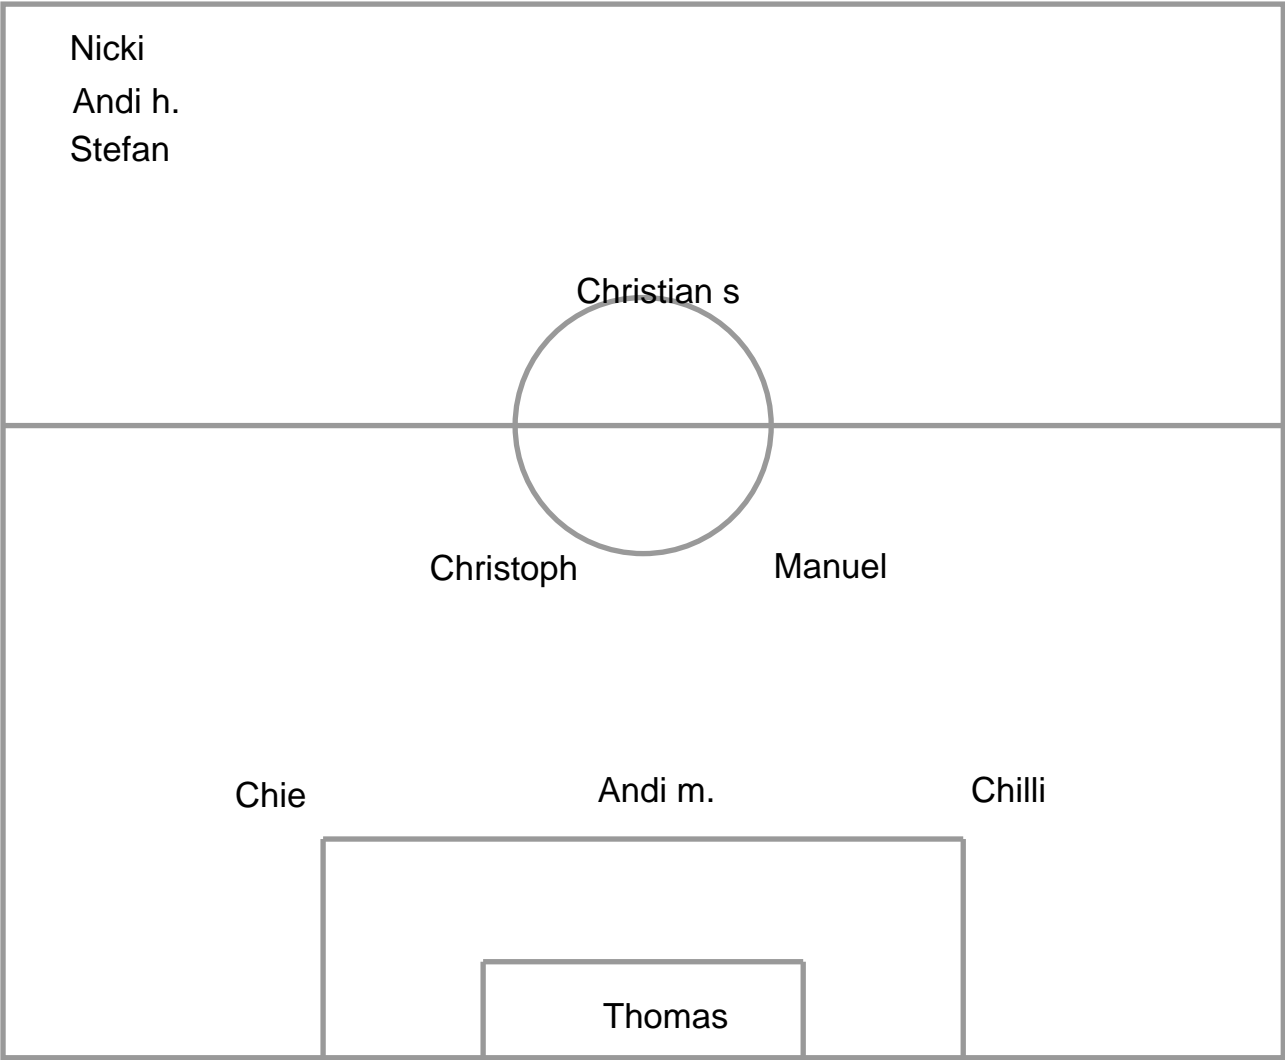 Nicki
Andi h.
Stefan
Christian s
Christoph
Manuel
Chie
Andi m.
Chilli
Thomas